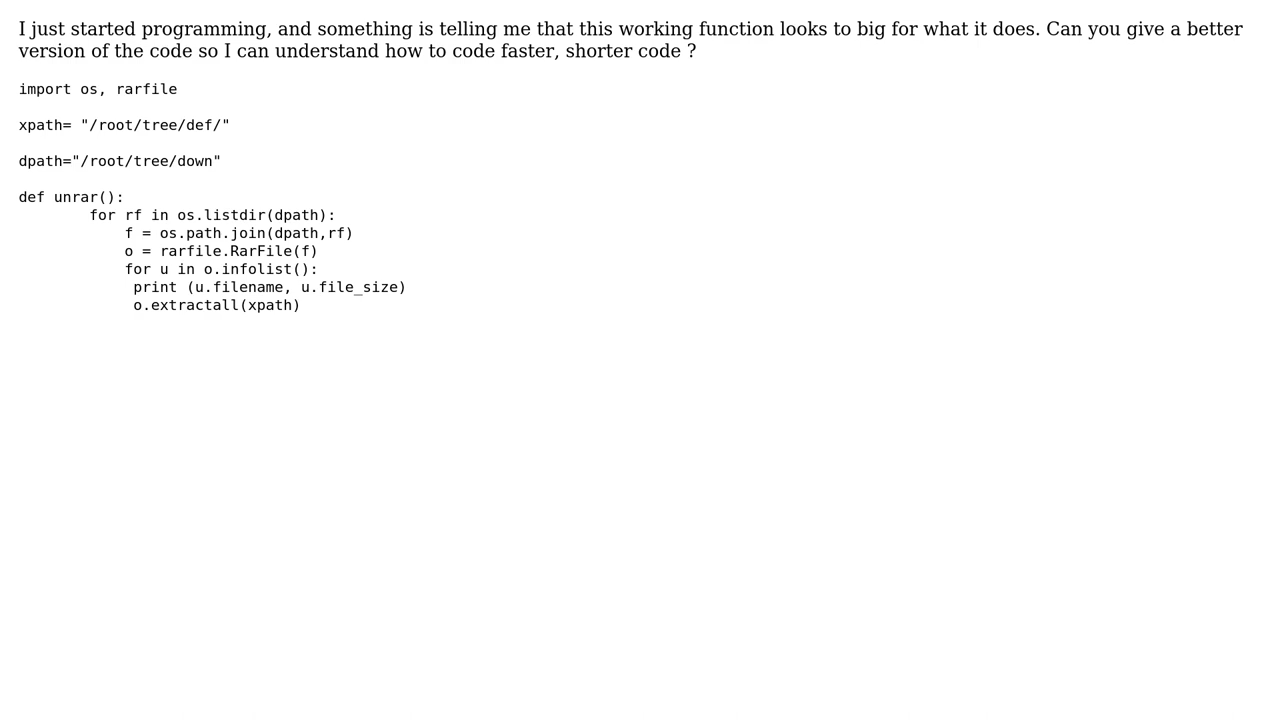 I just started programming, and something is telling me that this working function looks to big for what it does. Can you give a better
version of the code so I can understand how to code faster, shorter code ?
import os, rarfile
xpath= "/root/tree/def/"
dpath="/root/tree/down"
def unrar():
        for rf in os.listdir(dpath):
            f = os.path.join(dpath,rf)
            o = rarfile.RarFile(f)
            for u in o.infolist():
             print (u.filename, u.file_size)
             o.extractall(xpath)